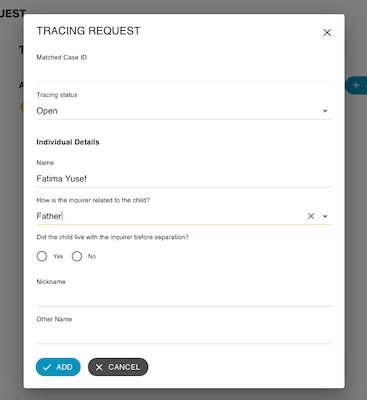 UEST
TRACING REQUEST
Matched Case ID
Tracing status
Open
Individual Details
Name
Fatima Yusef
How is the inquirer related to the child?
Father
Did the child live with the inquirer before separation?
Yes No
Nickname
Other Name
ADD CANCEL